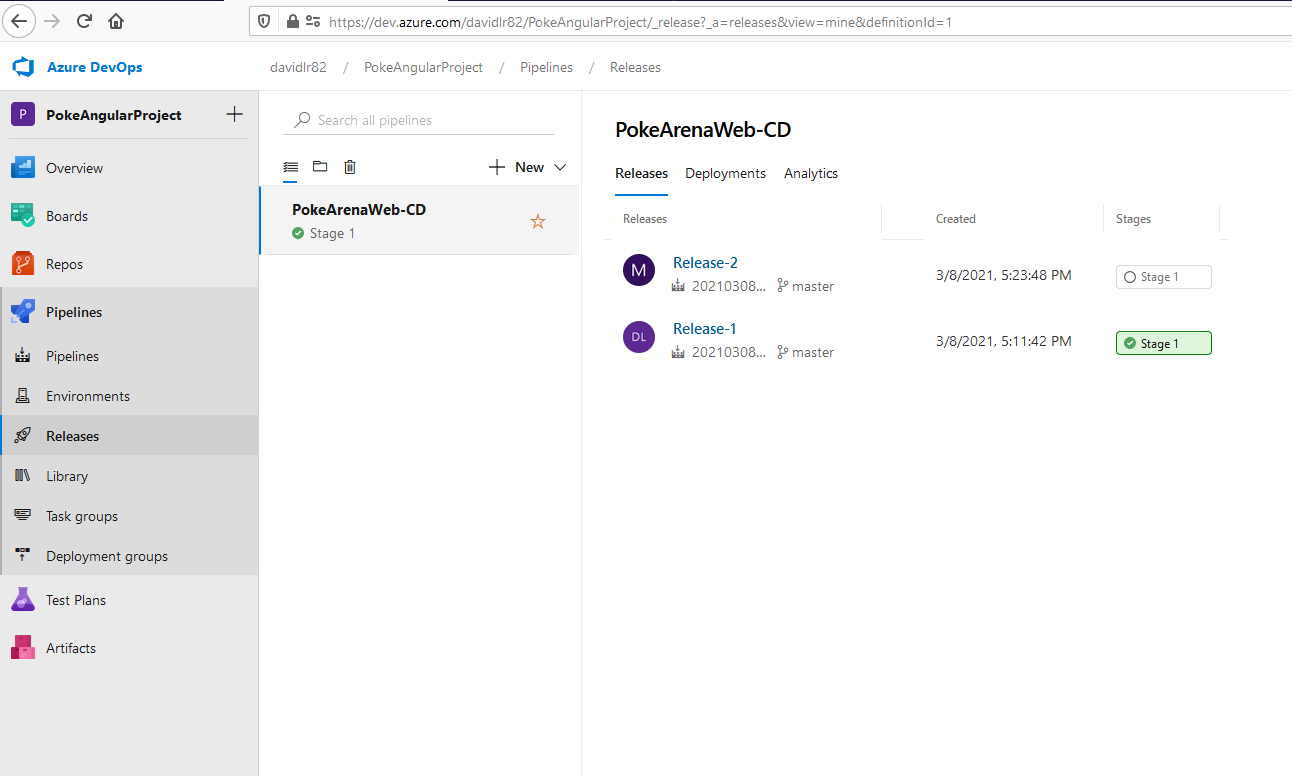 https://dev.azure.com/davidlr82/PokeAngularProject/_release?_a=releases&view=mine&definitionId=1
Azure DevOps
davidlr82 / PokeAngularProject / Pipelines / Releases
P PokeAngularProject
Overview
Boards
Repos
Pipelines
Pipelines
Environments
Releases
Library
Task groups
Deployment groups
Test Plans
Artifacts
Search all pipelines
New
PokeArenaWeb-CD
Stage 1
PokeArenaWeb-CD
Releases Deployments Analytics
Releases Created Stages
M Release-2 3/8/2021, 5:23:48 PM Stage 1
20210308... master
DL Release-1 3/8/2021, 5:11:42 PM Stage 1
20210308... master